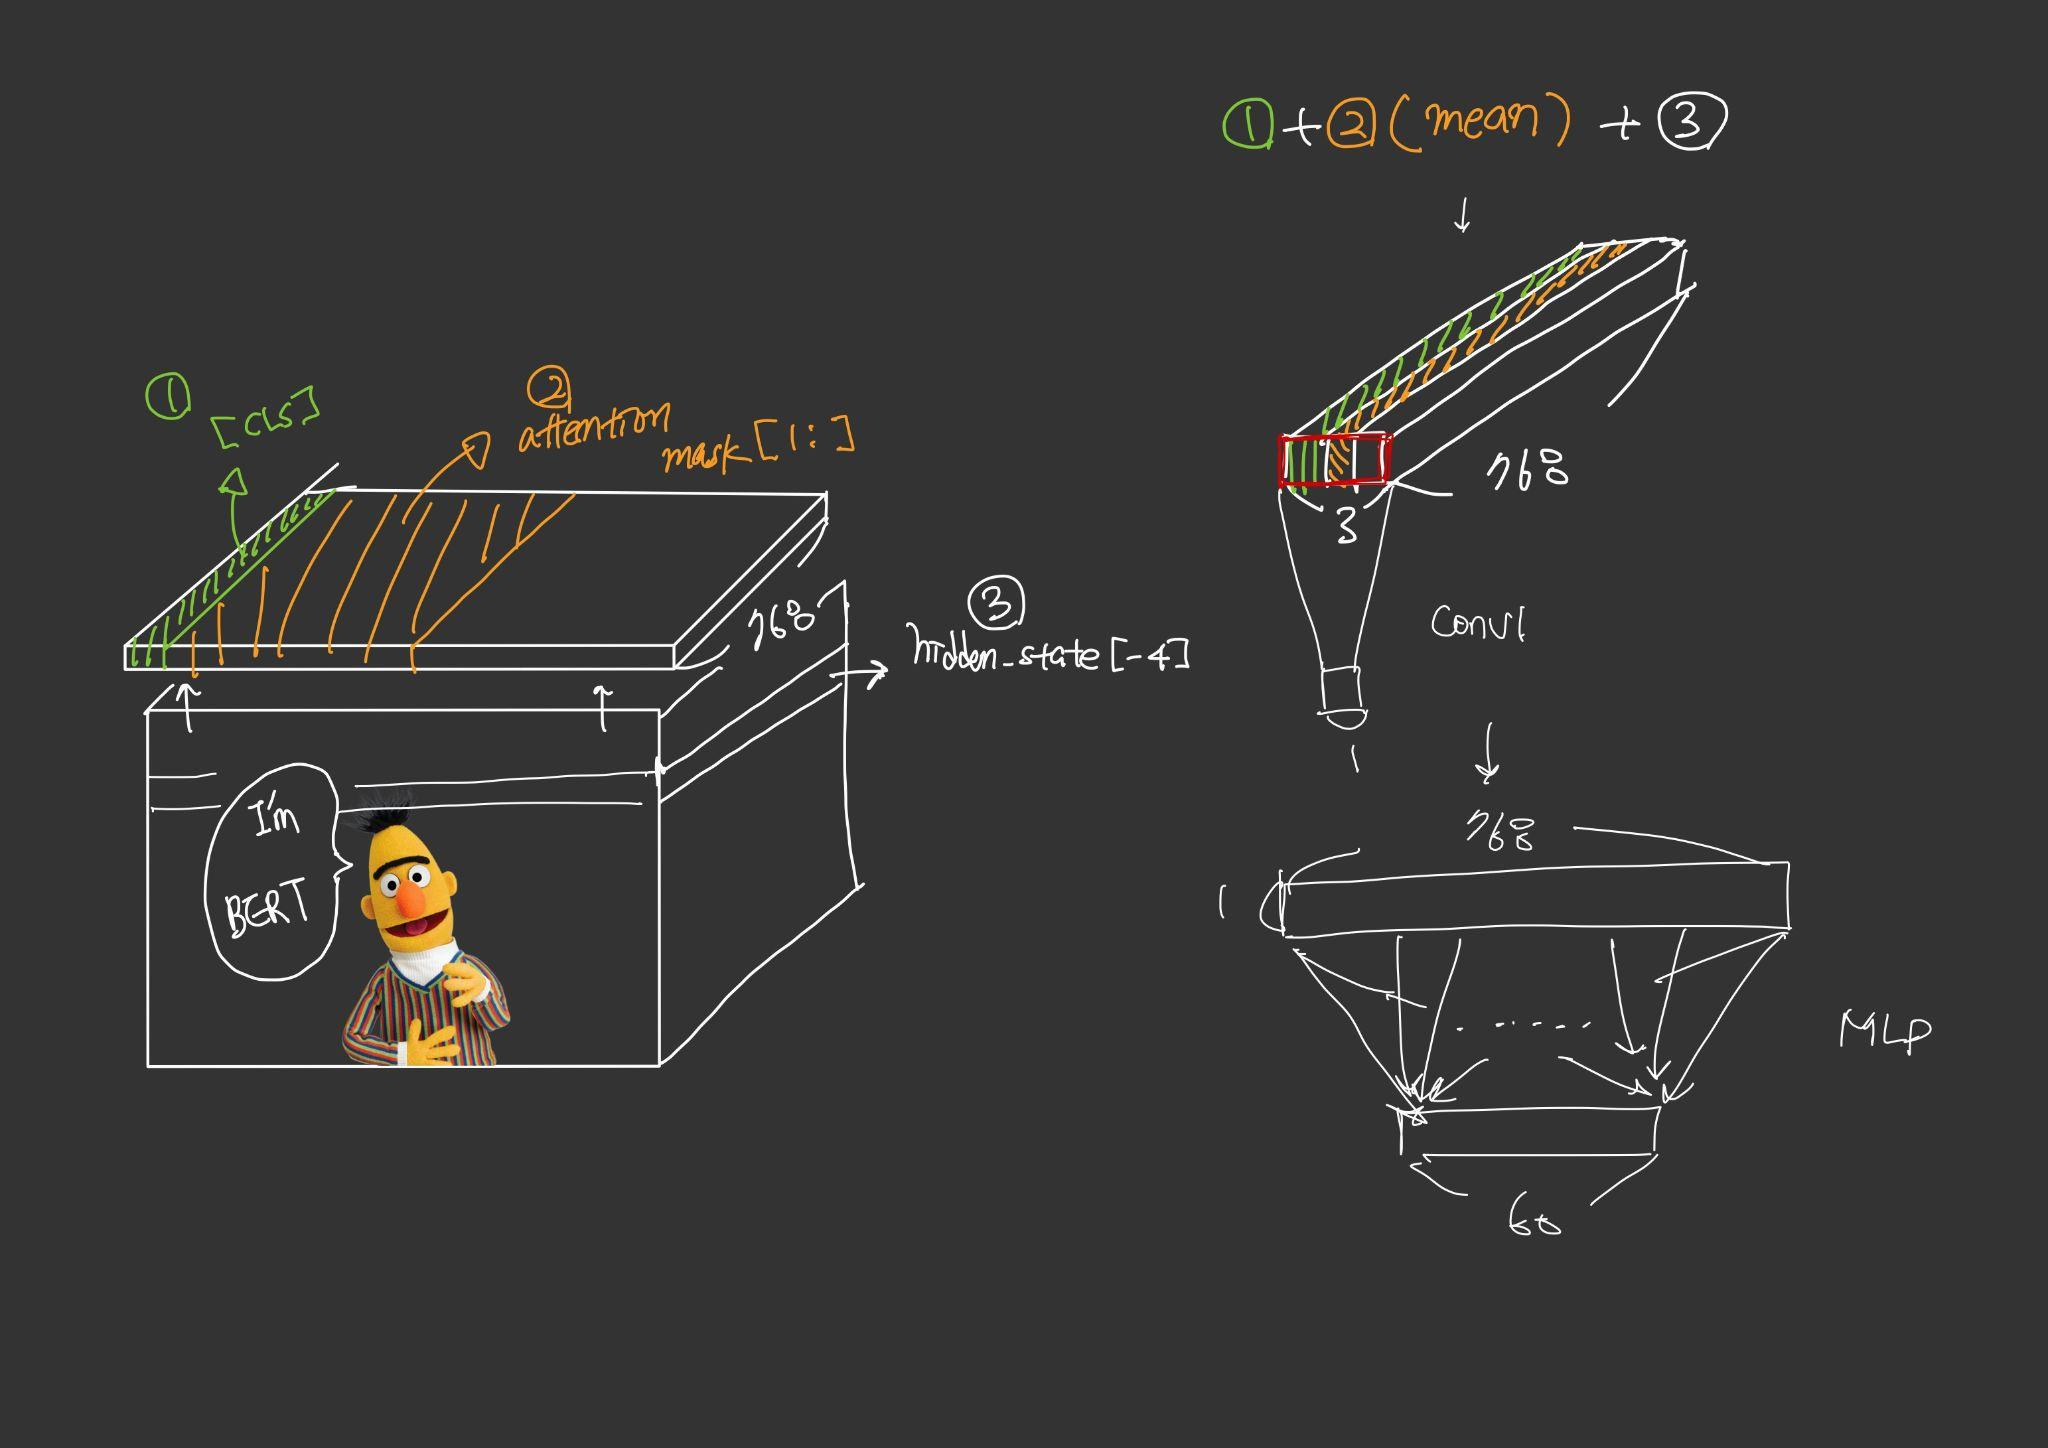 ① + ② (mean) + ③
①
[CLS]
②
attention
mask [1:]
768
③
hidden_state[-4]
I'm
BERT
768
3
Conv1
1
768
1
MLP
60